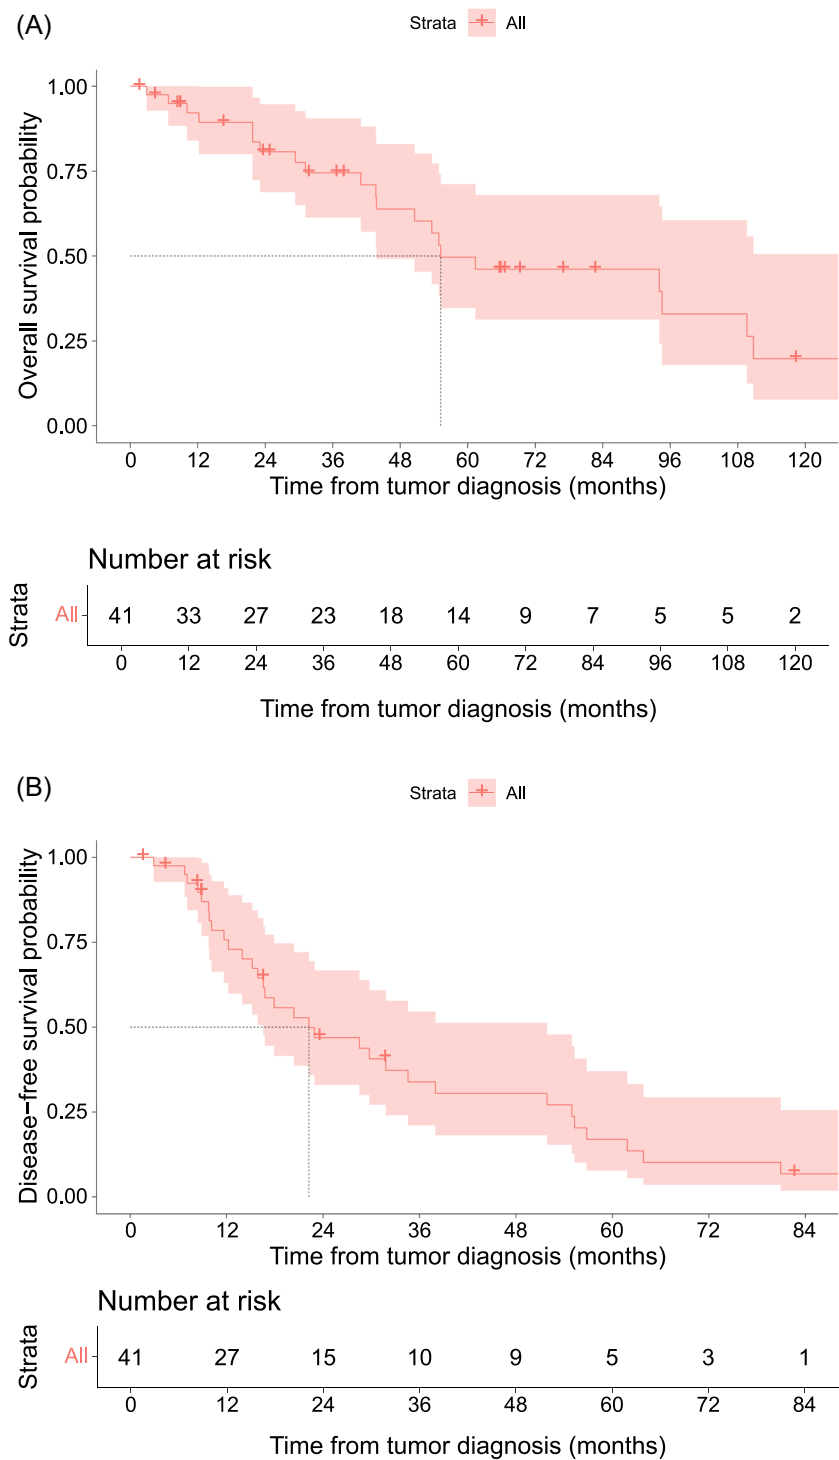 (A)
Strata All
Overall survival probability
1.00
0.75
0.50
0.25
0.00
0 12 24 36 48 60 72 84 96 108 120
Time from tumor diagnosis (months)
Number at risk
Strata
All 41 33 27 23 18 14 9 7 5 5 2
0 12 24 36 48 60 72 84 96 108 120
Time from tumor diagnosis (months)
(B)
Strata All
Disease−free survival probability
1.00
0.75
0.50
0.25
0.00
0 12 24 36 48 60 72 84
Time from tumor diagnosis (months)
Number at risk
Strata
All 41 27 15 10 9 5 3 1
0 12 24 36 48 60 72 84
Time from tumor diagnosis (months)